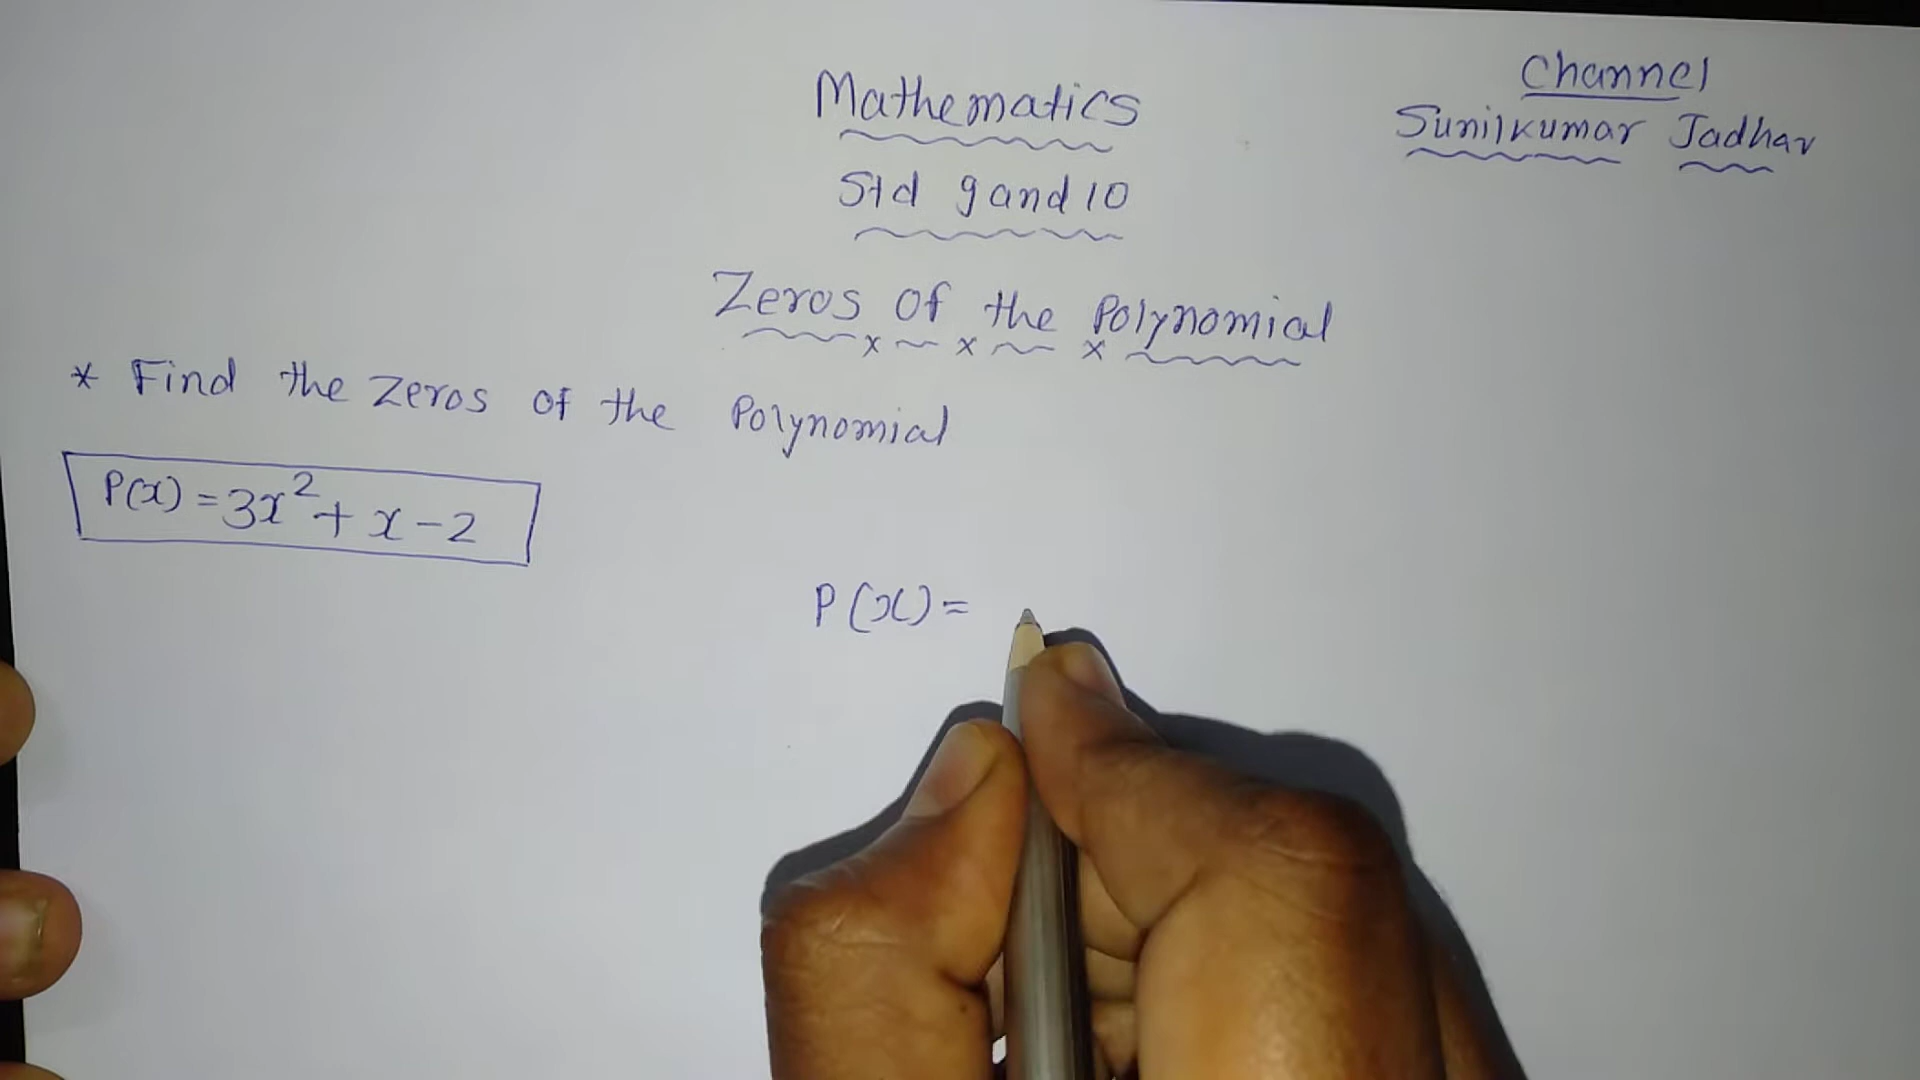 Mathematics
Channel
Sunilkumar Jadhav
Std 9 and 10
Zeros of the Polynomial
* Find the Zeros of the Polynomial
P(x) = 3x² + x - 2
P(x) =